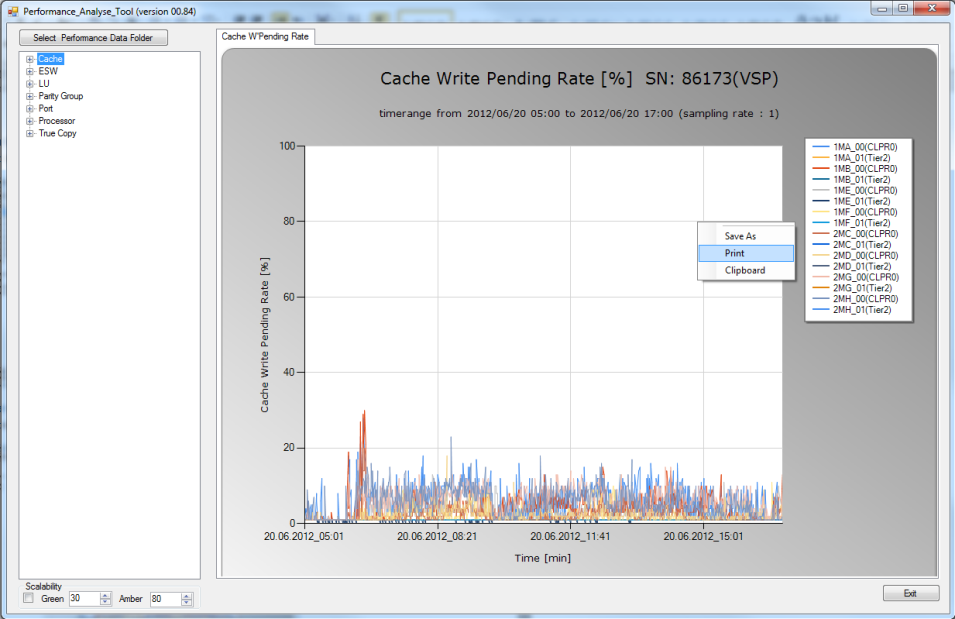 Performance_Analyse_Tool (version 00.84)
Select Performance Data Folder
Cache
ESW
LU
Parity Group
Port
Processor
True Copy
Cache W'Pending Rate
Cache Write Pending Rate [%] SN: 86173(VSP)
timerange from 2012/06/20 05:00 to 2012/06/20 17:00 (sampling rate : 1)
100
80
60
40
20
0
Cache Write Pending Rate [%]
20.06.2012_05:01
20.06.2012_08:21
20.06.2012_11:41
20.06.2012_15:01
Time [min]
Save As
Print
Clipboard
1MA_00(CLPR0)
1MA_01(Tier2)
1MB_00(CLPR0)
1MB_01(Tier2)
1ME_00(CLPR0)
1ME_01(Tier2)
1MF_00(CLPR0)
1MF_01(Tier2)
2MC_00(CLPR0)
2MC_01(Tier2)
2MD_00(CLPR0)
2MD_01(Tier2)
2MG_00(CLPR0)
2MG_01(Tier2)
2MH_00(CLPR0)
2MH_01(Tier2)
Scalability
Green 30 Amber 80
Exit